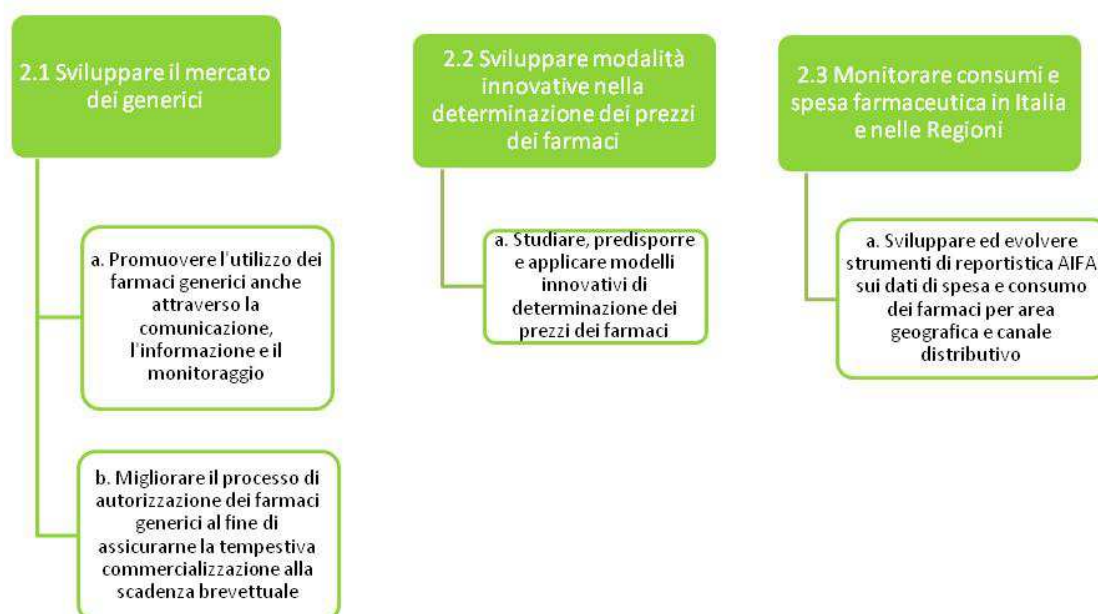 2.1 Sviluppare il mercato
dei generici
a. Promuovere l'utilizzo dei
farmaci generici anche
attraverso la
comunicazione,
l'informazione e il
monitoraggio
b. Migliorare il processo di
autorizzazione dei farmaci
generici al fine di
assicurarne la tempestiva
commercializzazione alla
scadenza brevettuale
2.2 Sviluppare modalità
innovative nella
determinazione dei prezzi
dei farmaci
a. Studiare, predisporre
e applicare modelli
innovativi di
determinazione dei
prezzi dei farmaci
2.3 Monitorare consumi e
spesa farmaceutica in Italia
e nelle Regioni
a. Sviluppare ed evolvere
strumenti di reportistica AIFA
sui dati di spesa e consumo
dei farmaci per area
geografica e canale
distributivo